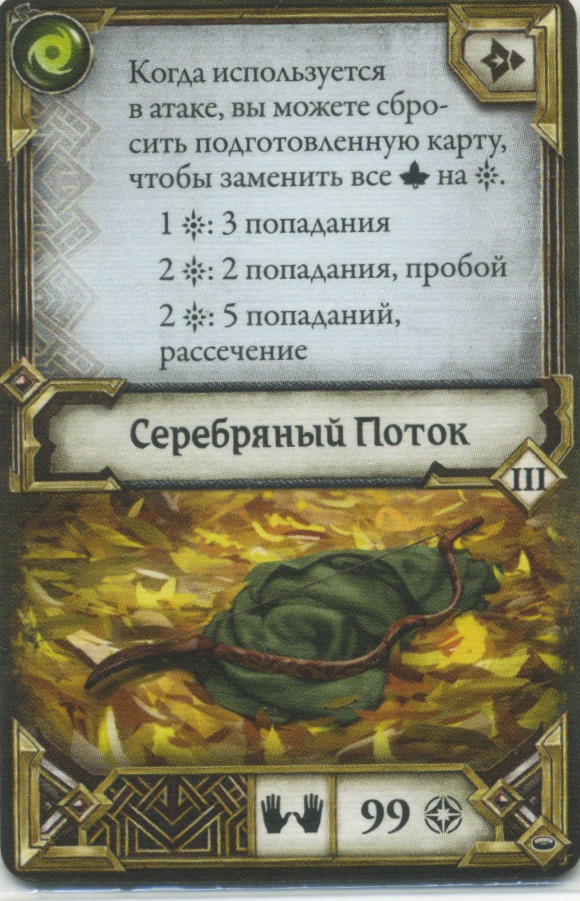 Когда используется
в атаке, вы можете сбро-
сить подготовленную карту,
чтобы заменить все на .
1 : 3 попадания
2 : 2 попадания, пробой
2 : 5 попаданий,
рассечение
Серебряный Поток
III
99